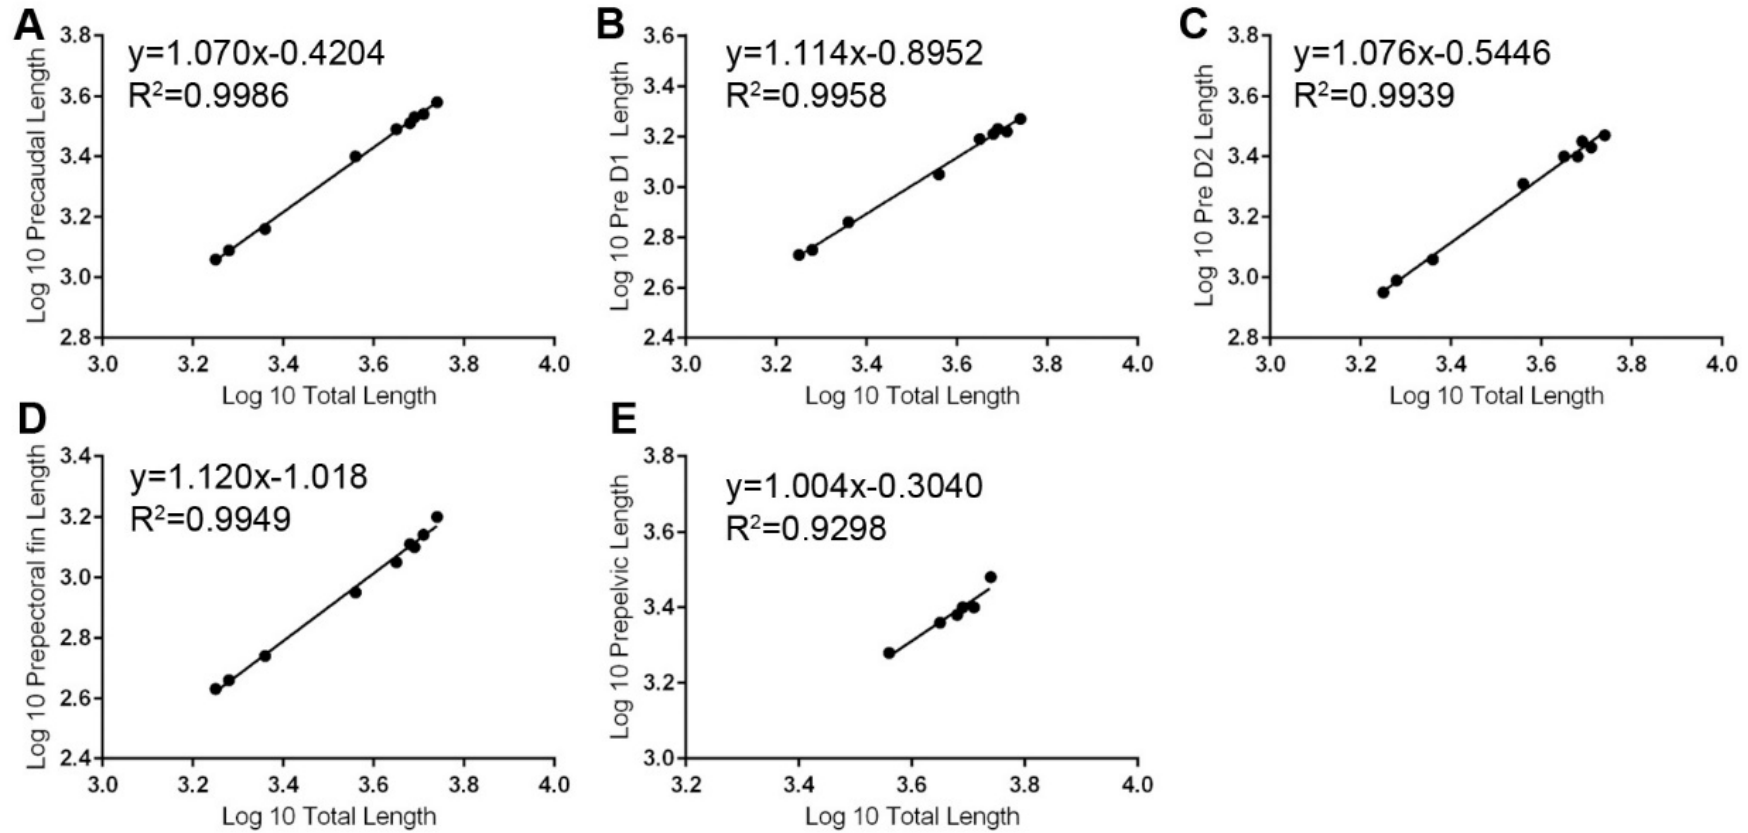 A
y=1.070x-0.4204
R²=0.9986
Log 10 Precaudal Length
3.8
3.6
3.4
3.2
3.0
2.8
3.0 3.2 3.4 3.6 3.8 4.0
Log 10 Total Length
B
y=1.114x-0.8952
R²=0.9958
Log 10 Pre D1 Length
3.6
3.4
3.2
3.0
2.8
2.6
2.4
3.0 3.2 3.4 3.6 3.8 4.0
Log 10 Total Length
C
y=1.076x-0.5446
R²=0.9939
Log 10 Pre D2 Length
3.8
3.6
3.4
3.2
3.0
2.8
3.0 3.2 3.4 3.6 3.8 4.0
Log 10 Total Length
D
y=1.120x-1.018
R²=0.9949
Log 10 Prepectoral fin Length
3.4
3.2
3.0
2.8
2.6
2.4
3.0 3.2 3.4 3.6 3.8 4.0
Log 10 Total Length
E
y=1.004x-0.3040
R²=0.9298
Log 10 Prepelvic Length
3.8
3.6
3.4
3.2
3.0
3.2 3.4 3.6 3.8 4.0
Log 10 Total Length